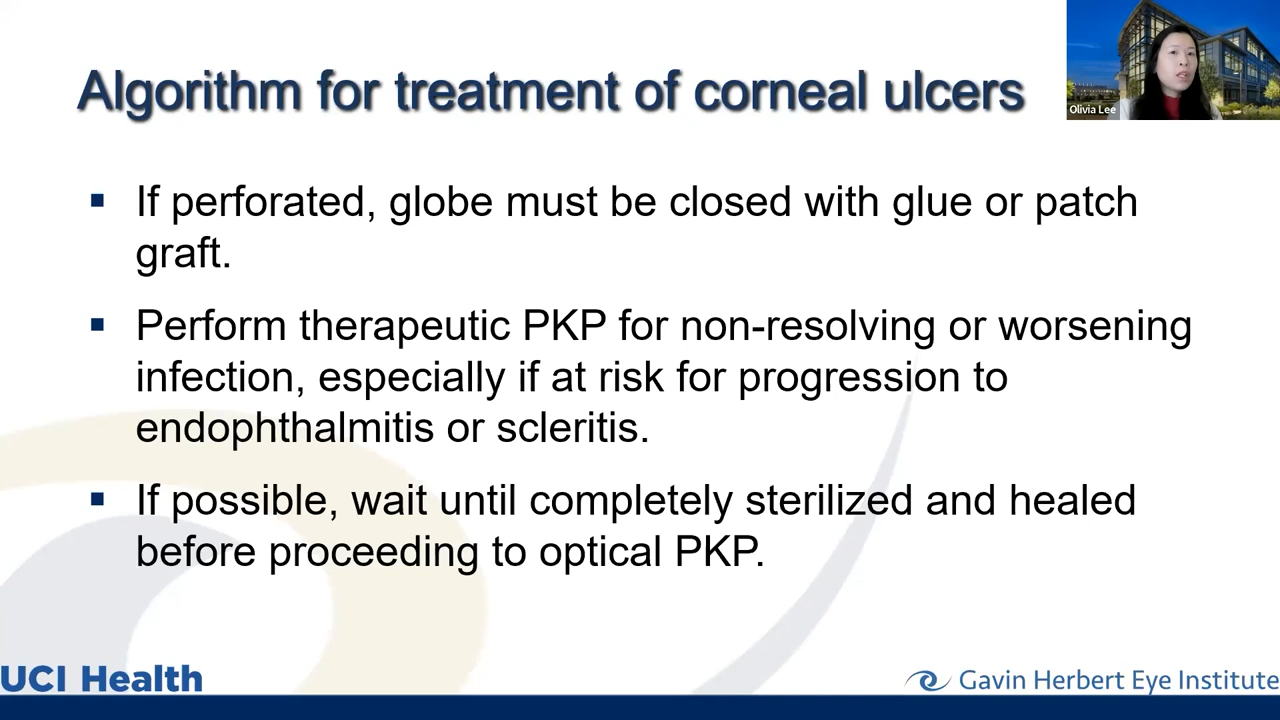 Algorithm for treatment of corneal ulcers
Olivia Lee
▪ If perforated, globe must be closed with glue or patch
graft.
▪ Perform therapeutic PKP for non-resolving or worsening
infection, especially if at risk for progression to
endophthalmitis or scleritis.
▪ If possible, wait until completely sterilized and healed
before proceeding to optical PKP.
UCI Health
Gavin Herbert Eye Institute